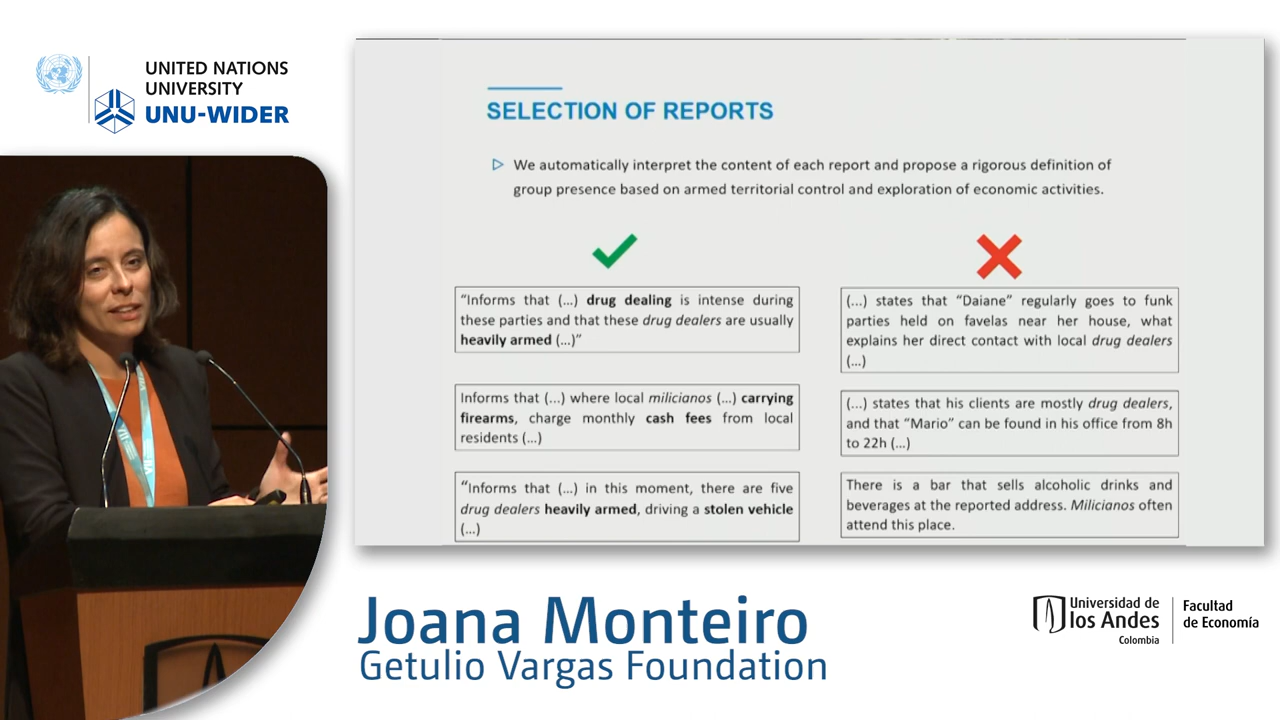 UNITED NATIONS
UNIVERSITY
UNU-WIDER
SELECTION OF REPORTS
We automatically interpret the content of each report and propose a rigorous definition of
group presence based on armed territorial control and exploration of economic activities.
“Informs that (...) drug dealing is intense during
these parties and that these drug dealers are usually
heavily armed (...)”
Informs that (...) where local milicianos (...) carrying
firearms, charge monthly cash fees from local
residents (...)
“Informs that (...) in this moment, there are five
drug dealers heavily armed, driving a stolen vehicle
(...)
(...) states that “Daiane” regularly goes to funk
parties held on favelas near her house, what
explains her direct contact with local drug dealers
(...)
(...) states that his clients are mostly drug dealers,
and that “Mario” can be found in his office from 8h
to 22h (...)
There is a bar that sells alcoholic drinks and
beverages at the reported address. Milicianos often
attend this place.
Joana Monteiro
Getulio Vargas Foundation
Universidad de
los Andes
Colombia
Facultad
de Economía